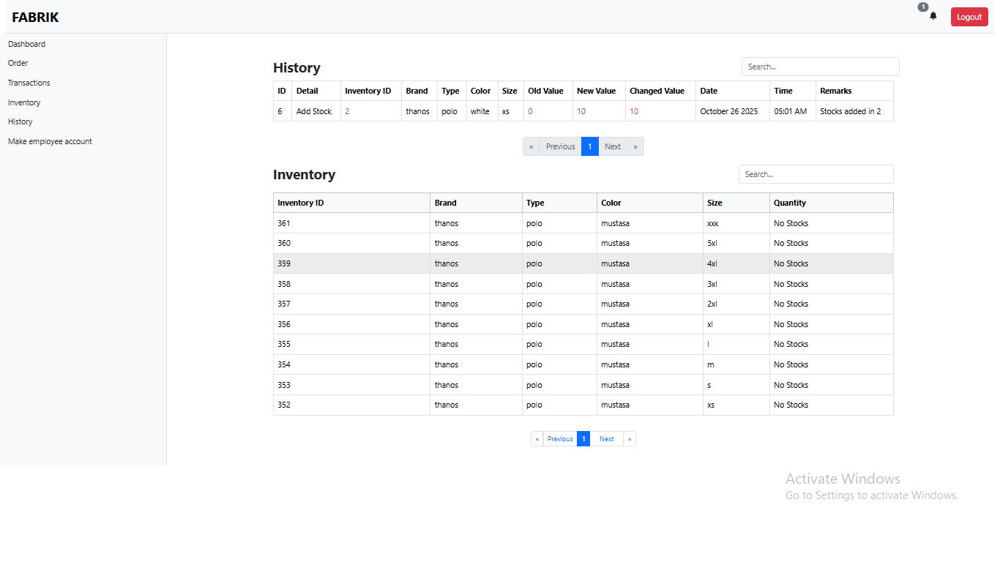 FABRIK
1
Logout
Dashboard
Order
Transactions
Inventory
History
Make employee account
History
Search...
ID Detail Inventory ID Brand Type Color Size Old Value New Value Changed Value Date Time Remarks
6 Add Stock 2 thanos polo white xs 0 10 10 October 26 2025 05:01 AM Stocks added in 2
« Previous 1 Next »
Inventory
Search...
Inventory ID Brand Type Color Size Quantity
361 thanos polo mustasa xxx No Stocks
360 thanos polo mustasa 5xl No Stocks
359 thanos polo mustasa 4xl No Stocks
358 thanos polo mustasa 3xl No Stocks
357 thanos polo mustasa 2xl No Stocks
356 thanos polo mustasa xl No Stocks
355 thanos polo mustasa l No Stocks
354 thanos polo mustasa m No Stocks
353 thanos polo mustasa s No Stocks
352 thanos polo mustasa xs No Stocks
« Previous 1 Next »
Activate Windows
Go to Settings to activate Windows.